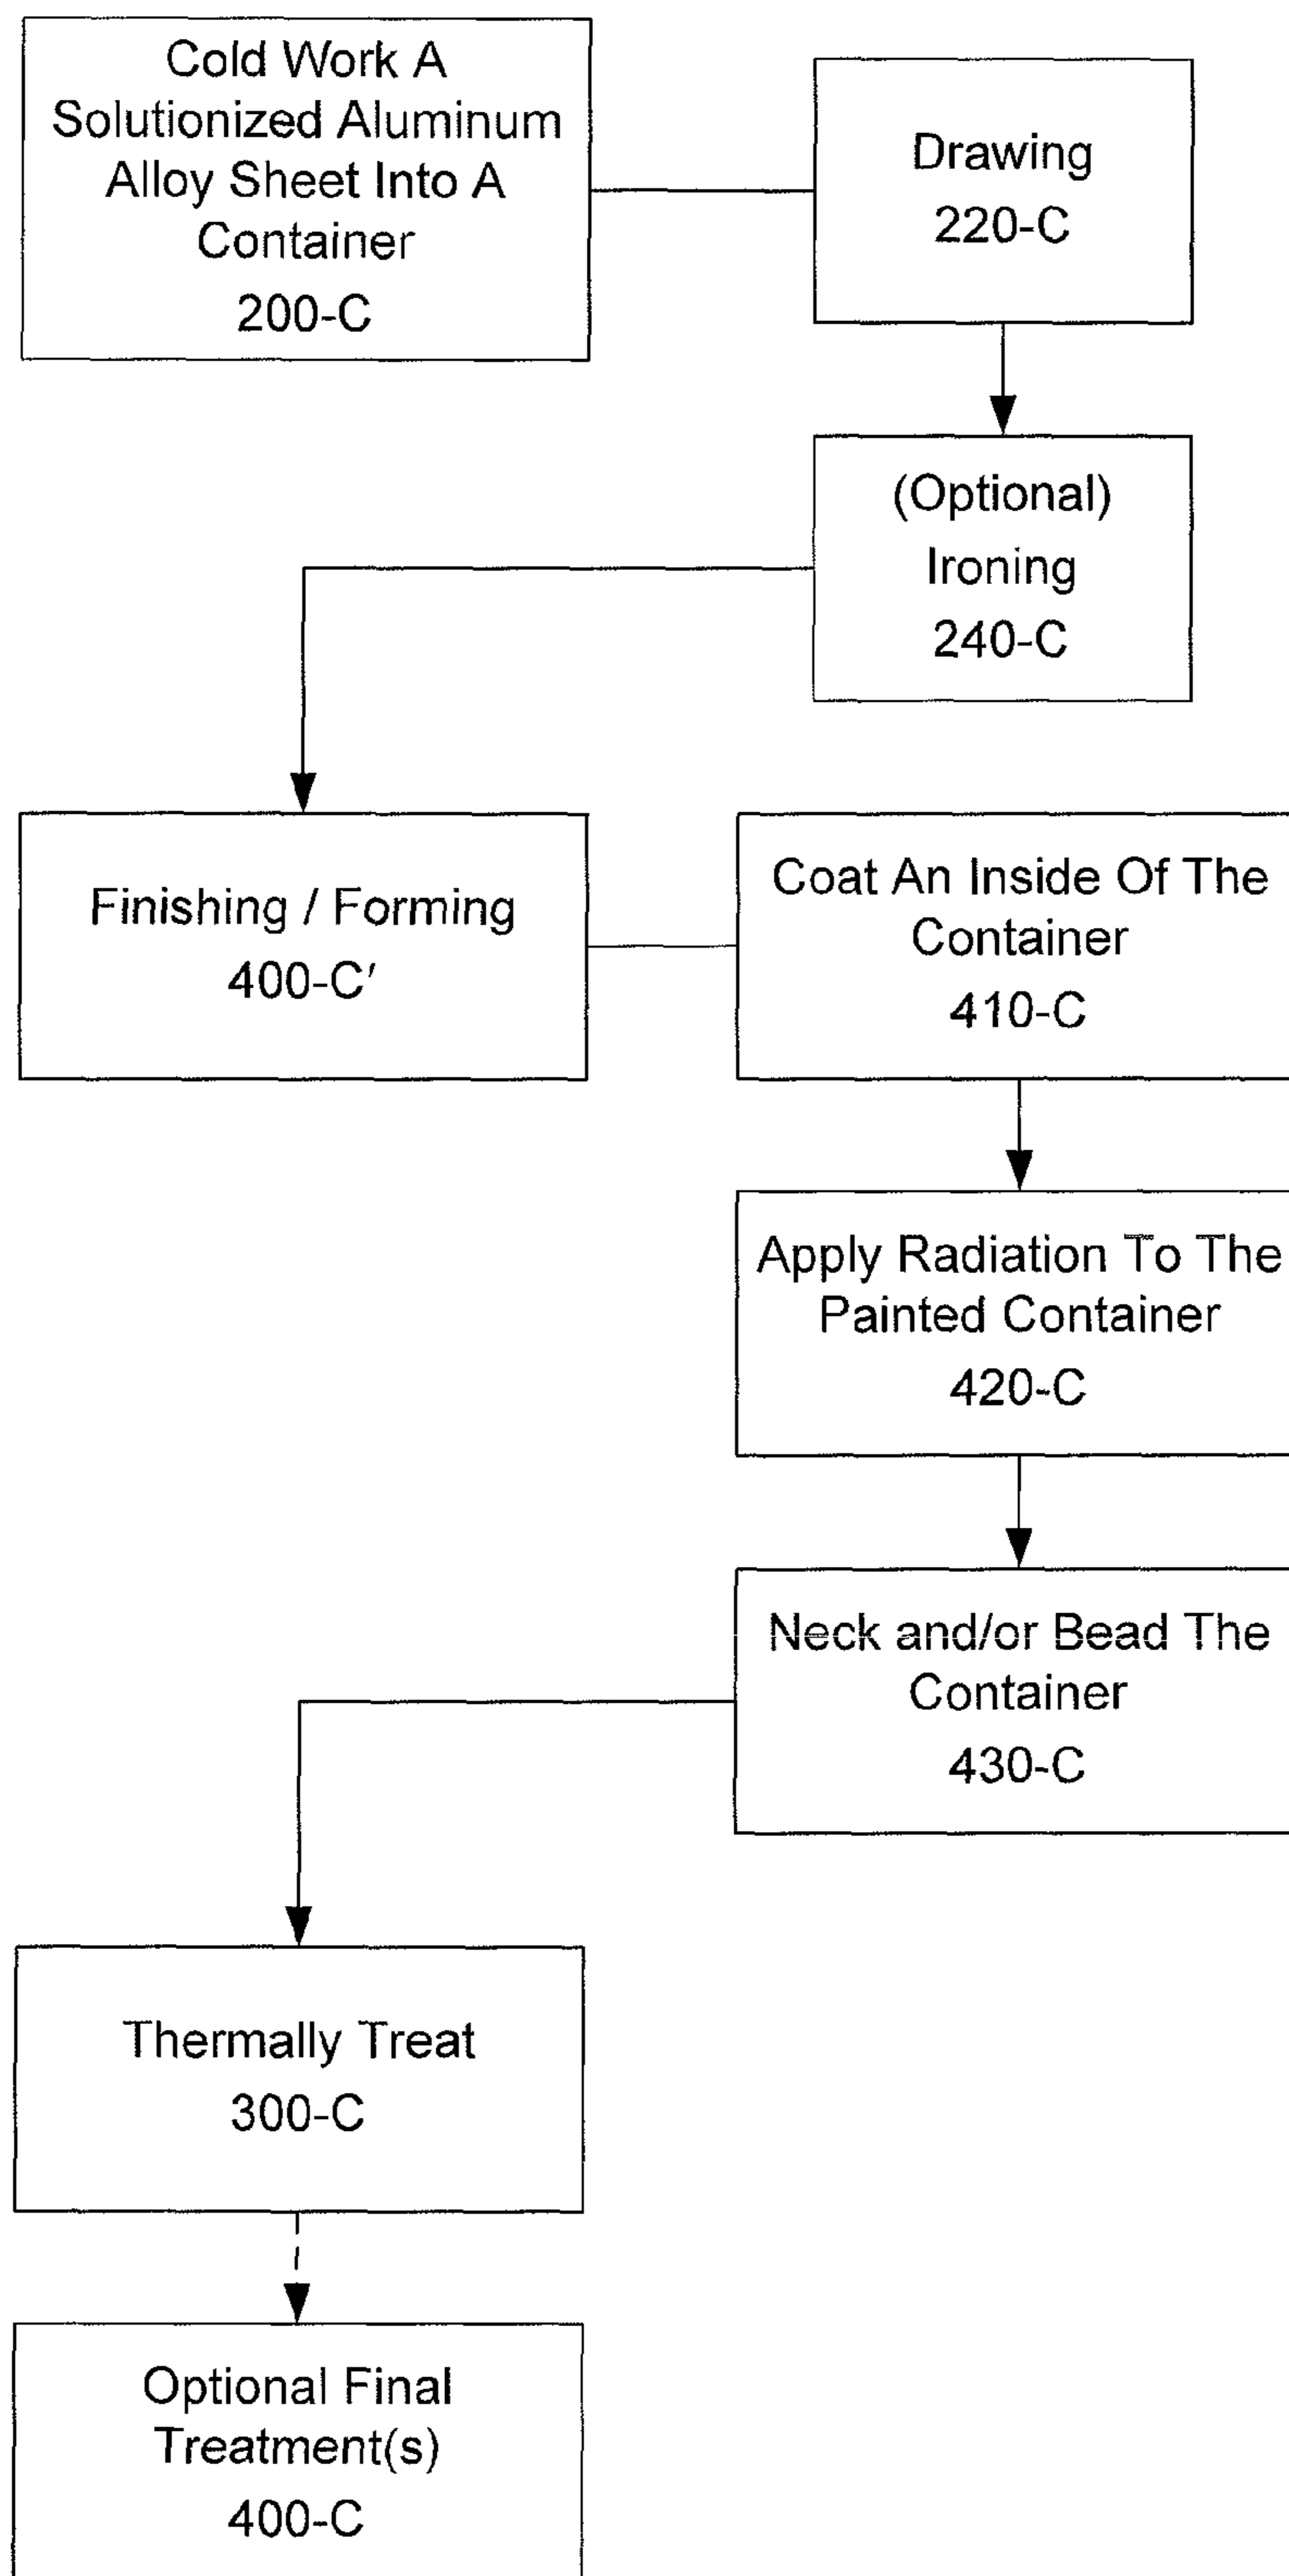 Cold Work A
Solutionized Aluminum
Alloy Sheet Into A
Container
200-C
Drawing
220-C
(Optional)
Ironing
240-C
Finishing / Forming
400-C′
Coat An Inside Of The
Container
410-C
Apply Radiation To The
Painted Container
420-C
Neck and/or Bead The
Container
430-C
Thermally Treat
300-C
Optional Final
Treatment(s)
400-C